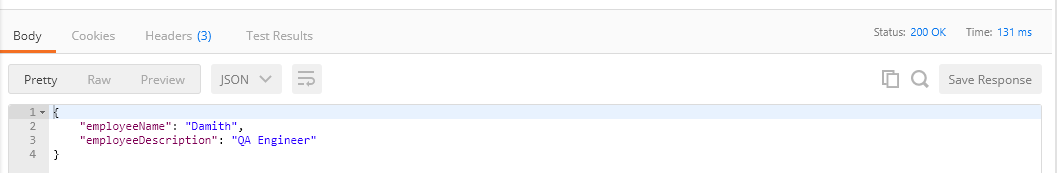 Body Cookies Headers (3) Test Results Status: 200 OK Time: 131 ms
Pretty Raw Preview JSON Save Response
1 {
2 "employeeName": "Damith",
3 "employeeDescription": "QA Engineer"
4 }